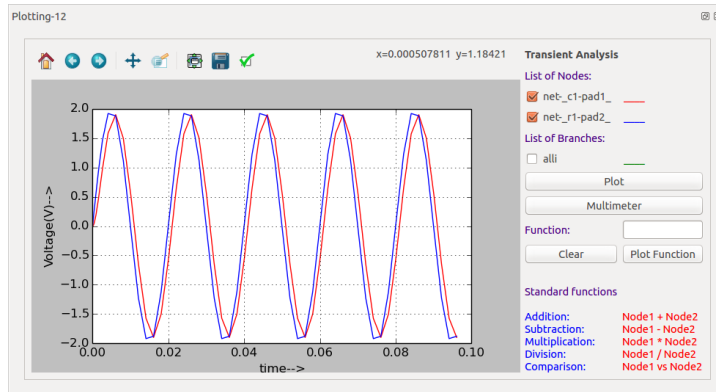 Plotting-12
x=0.000507811 y=1.18421
Transient Analysis
List of Nodes:
net-_c1-pad1_
net-_r1-pad2_
List of Branches:
alli
Plot
Multimeter
Function:
Clear
Plot Function
Standard functions
Addition: Node1 + Node2
Subtraction: Node1 - Node2
Multiplication: Node1 * Node2
Division: Node1 / Node2
Comparison: Node1 vs Node2
Voltage(V)-->
2.0
1.5
1.0
0.5
0.0
−0.5
−1.0
−1.5
−2.0
0.00 0.02 0.04 0.06 0.08 0.10
time-->